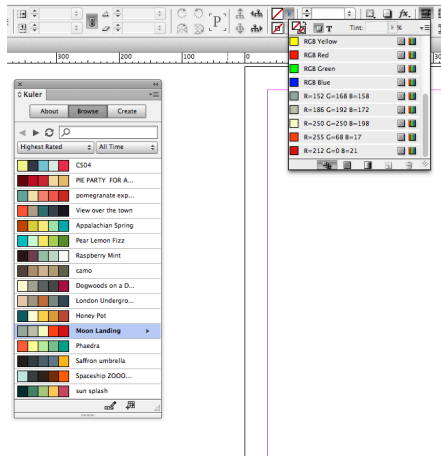 P
T
Tint:
%
300
200
100
0
RGB Yellow
RGB Red
RGB Green
RGB Blue
R=152 G=168 B=158
R=186 G=192 B=172
R=250 G=250 B=198
R=255 G=68 B=17
R=212 G=0 B=21
Kuler
About
Browse
Create
Highest Rated
All Time
CS04
PIE PARTY FOR A...
pomegranate exp...
View over the town
Appalachian Spring
Pear Lemon Fizz
Raspberry Mint
camo
Dogwoods on a D...
London Undergro...
Honey Pot
Moon Landing
Phaedra
Saffron umbrella
Spaceship ZOOO...
sun splash